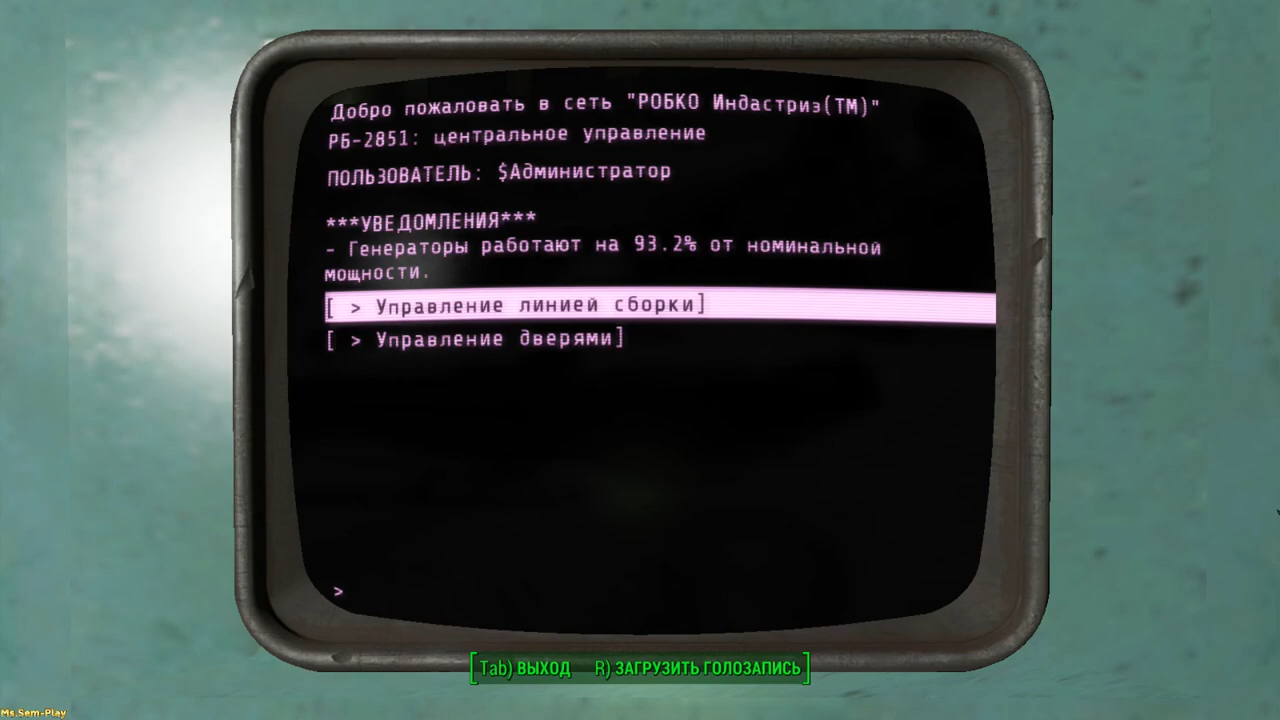 Добро пожаловать в сеть "РОБКО Индастриз(ТМ)"
РБ-2851: центральное управление
ПОЛЬЗОВАТЕЛЬ: $Администратор
***УВЕДОМЛЕНИЯ***
- Генераторы работают на 93.2% от номинальной
мощности.
[ > Управление линией сборки]
[ > Управление дверями]
>
[Tab) ВЫХОД R) ЗАГРУЗИТЬ ГОЛОЗАПИСЬ]
Ms.Sem-Play